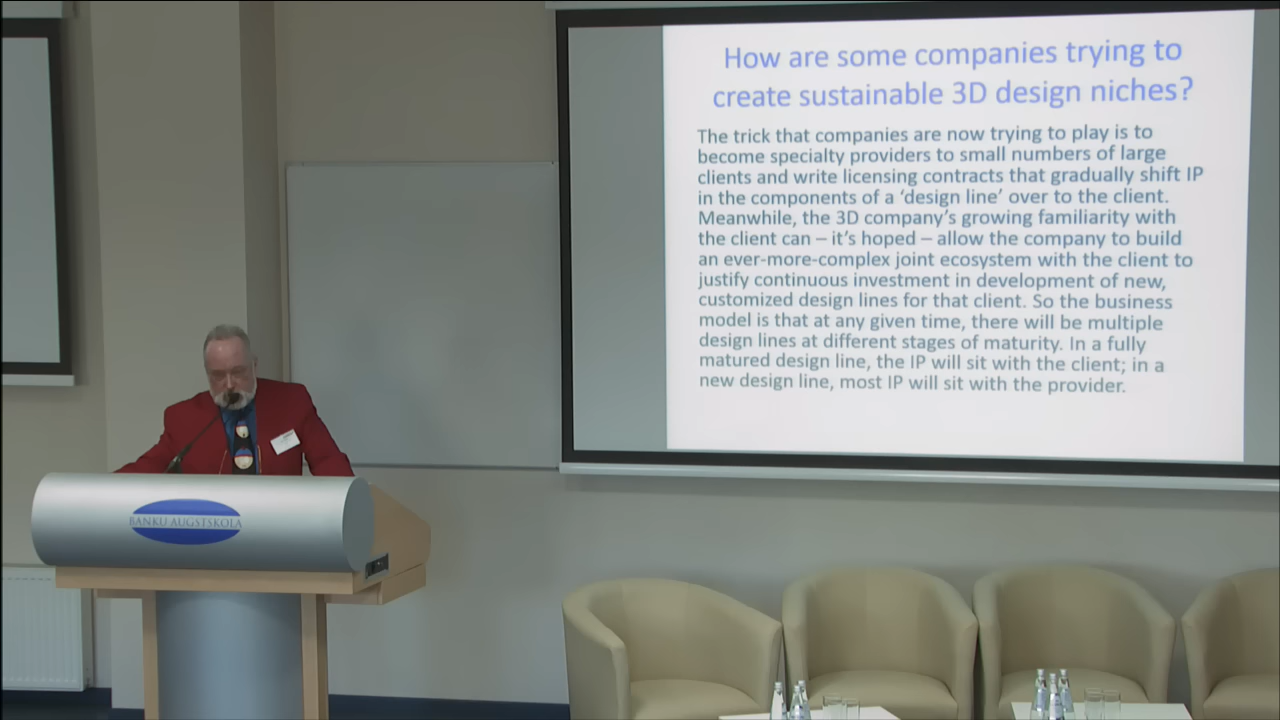 How are some companies trying to
create sustainable 3D design niches?
The trick that companies are now trying to play is to
become specialty providers to small numbers of large
clients and write licensing contracts that gradually shift IP
in the components of a ‘design line’ over to the client.
Meanwhile, the 3D company’s growing familiarity with
the client can – it’s hoped – allow the company to build
an ever-more-complex joint ecosystem with the client to
justify continuous investment in development of new,
customized design lines for that client. So the business
model is that at any given time, there will be multiple
design lines at different stages of maturity. In a fully
matured design line, the IP will sit with the client; in a
new design line, most IP will sit with the provider.
BANKU AUGSTSKOLA